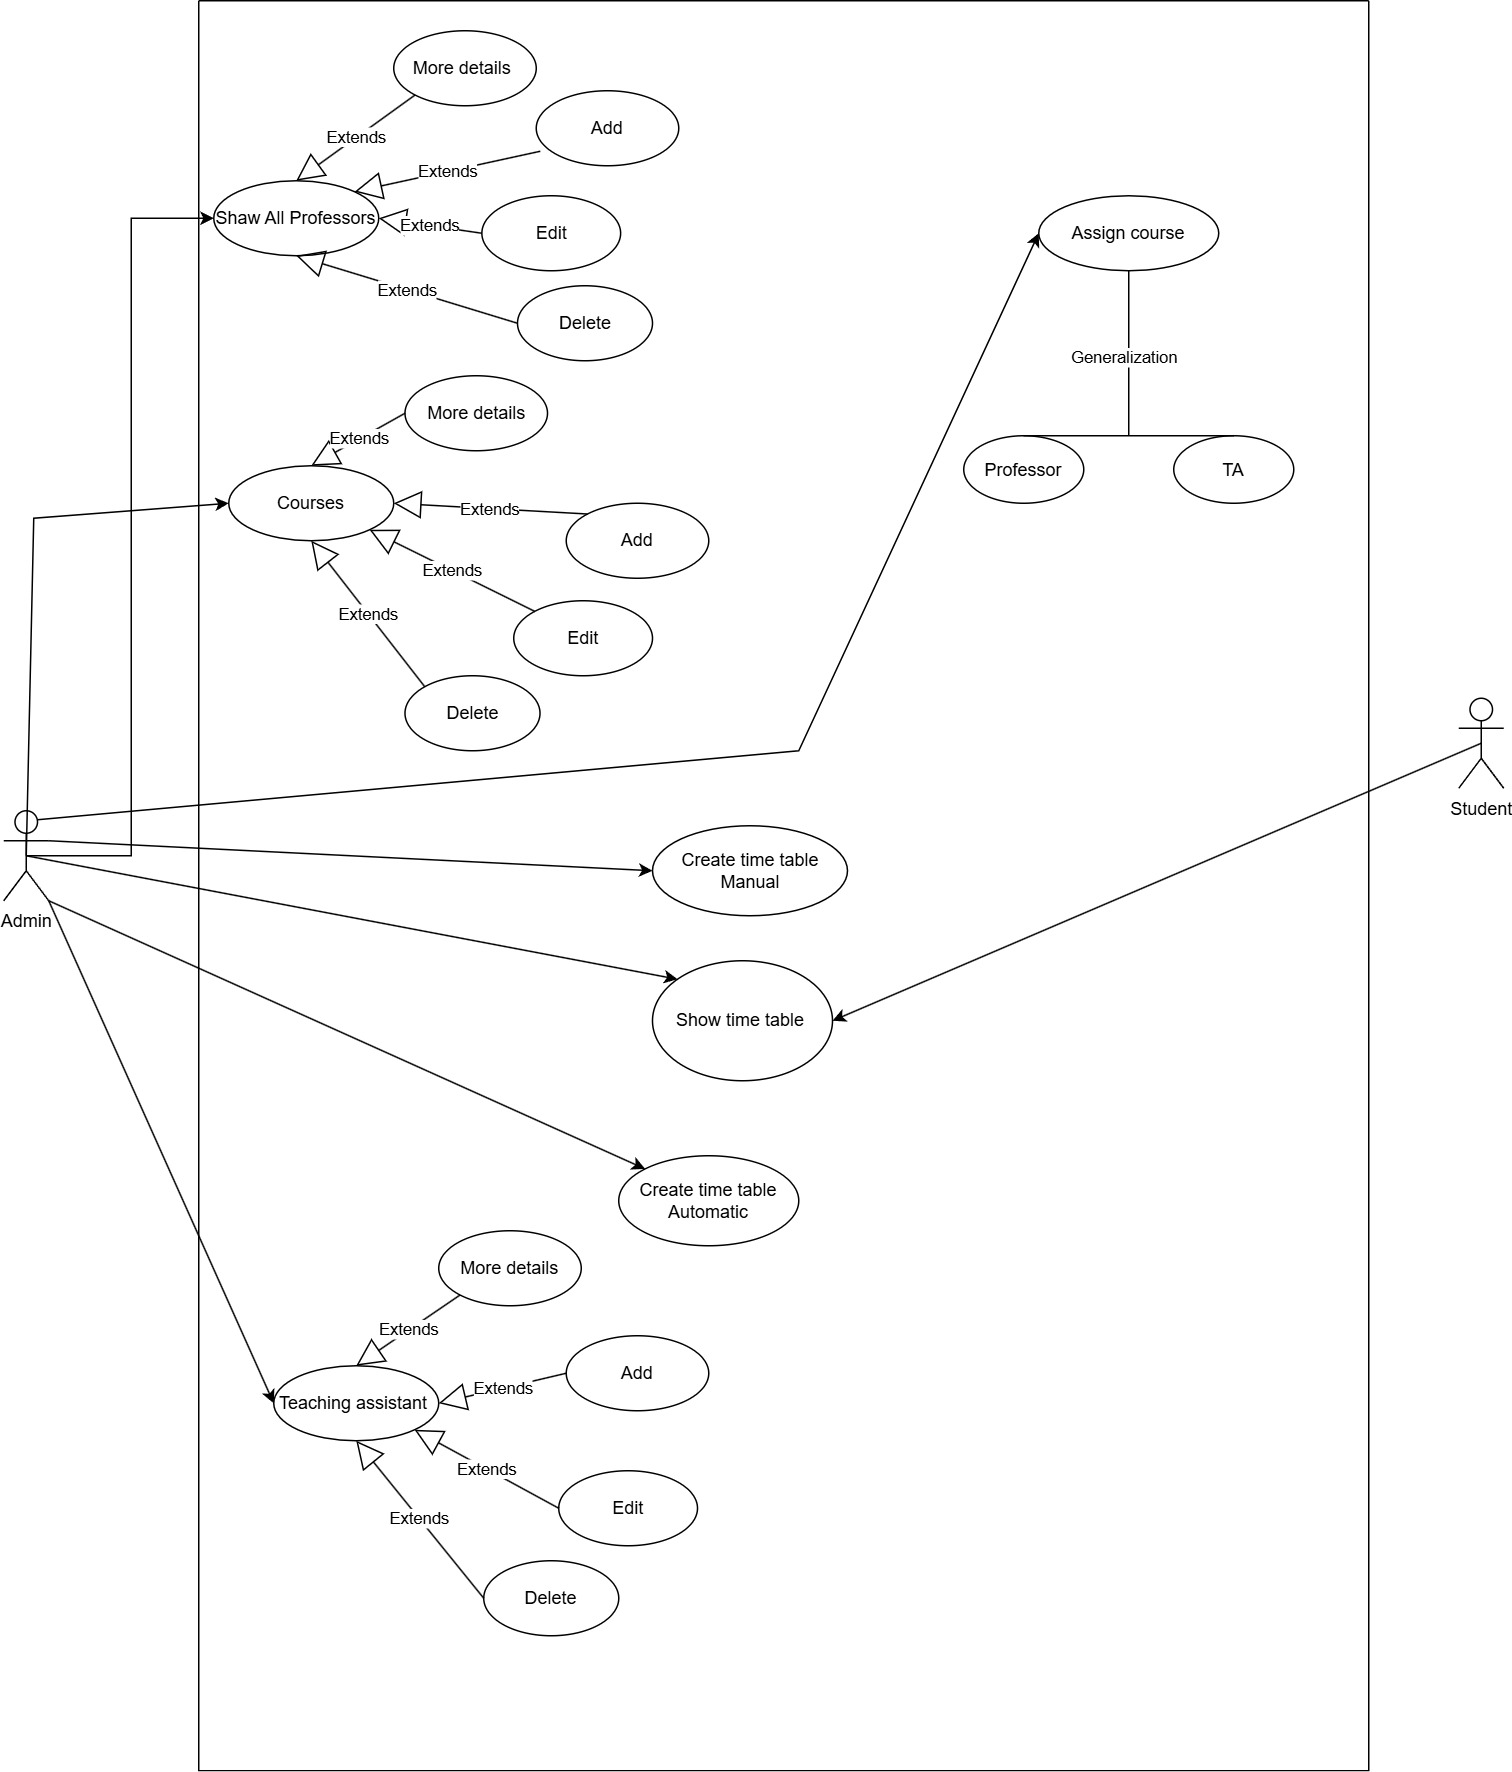 More details
Extends
Add
Extends
Shaw All Professors
Extends
Edit
Extends
Delete
Assign course
Generalization
Professor
TA
More details
Extends
Courses
Extends
Add
Extends
Edit
Extends
Delete
Student
Admin
Create time table
Manual
Show time table
Create time table
Automatic
More details
Extends
Add
Extends
Teaching assistant
Extends
Edit
Extends
Delete